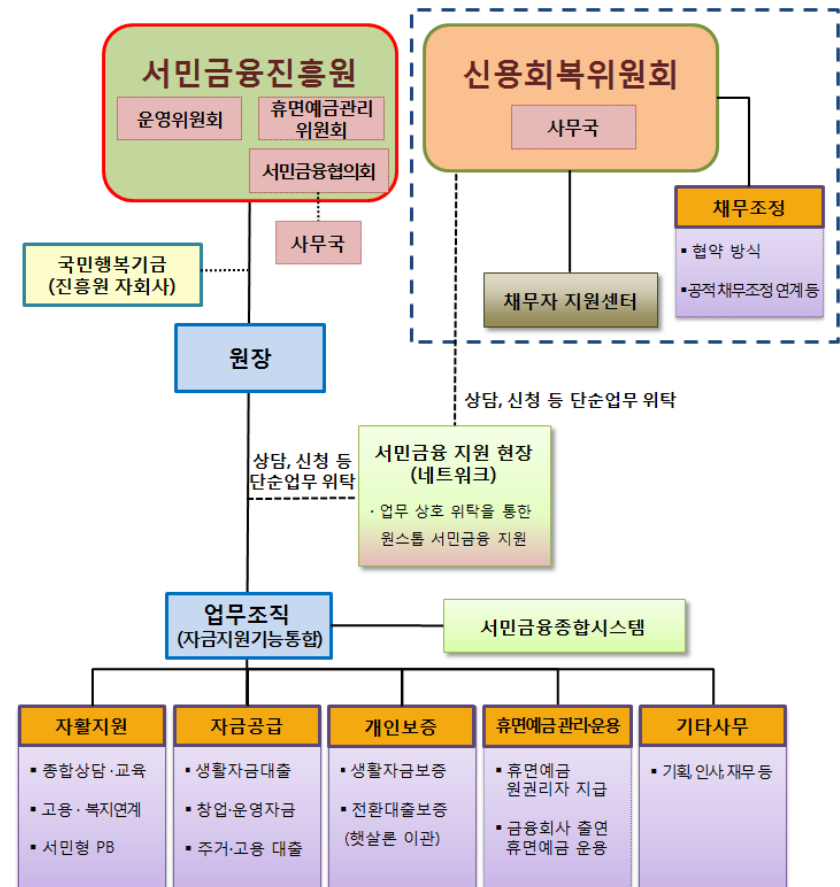 서민금융진흥원
운영위원회
휴면예금관리
위원회
서민금융협의회
사무국
신용회복위원회
사무국
채무조정
▪ 협약 방식
▪공적 채무조정 연계 등
채무자 지원센터
국민행복기금
(진흥원 자회사)
원장
상담, 신청 등 단순업무 위탁
상담, 신청 등
단순업무 위탁
서민금융 지원 현장
(네트워크)
· 업무 상호 위탁을 통한
원스톱 서민금융 지원
업무조직
(자금지원기능통합)
서민금융종합시스템
자활지원
▪ 종합상담·교육
▪ 고용·복지연계
▪ 서민형 PB
자금공급
▪ 생활자금대출
▪ 창업·운영자금
▪ 주거·고용 대출
개인보증
▪ 생활자금보증
▪ 전환대출보증
(햇살론 이관)
휴면예금관리·운용
▪ 휴면예금
원권리자 지급
▪ 금융회사 출연
휴면예금 운용
기타사무
▪ 기획, 인사, 재무 등